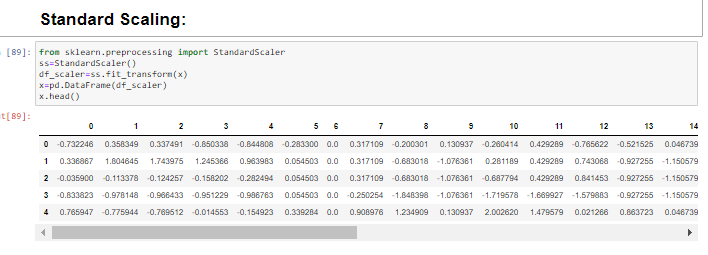 Standard Scaling:
[89]: from sklearn.preprocessing import StandardScaler
ss=StandardScaler()
df_scaler=ss.fit_transform(x)
x=pd.DataFrame(df_scaler)
x.head()
t[89]:
0 1 2 3 4 5 6 7 8 9 10 11 12 13 14
0 -0.732246 0.358349 0.337491 -0.850338 -0.844808 -0.283300 0.0 0.317109 -0.200301 0.130937 -0.260414 0.429289 -0.765622 -0.521525 0.046739
1 0.336867 1.804645 1.743975 1.245366 0.963983 0.054503 0.0 0.317109 -0.683018 -1.076361 0.281189 0.429289 0.743068 -0.927255 -1.150579
2 -0.035900 -0.113378 -0.124257 -0.158202 -0.282494 0.054503 0.0 0.317109 -0.683018 -1.076361 -0.687794 0.429289 0.841453 -0.927255 -1.150579
3 -0.833823 -0.978148 -0.966433 -0.951229 -0.986763 0.054503 0.0 -0.250254 -1.848398 -1.076361 -1.719578 -1.669927 -1.579883 -0.927255 -1.150579
4 0.765947 -0.775944 -0.769512 -0.014553 -0.154923 0.339284 0.0 0.908976 1.234909 0.130937 2.002620 1.479579 0.021266 0.863723 0.046739